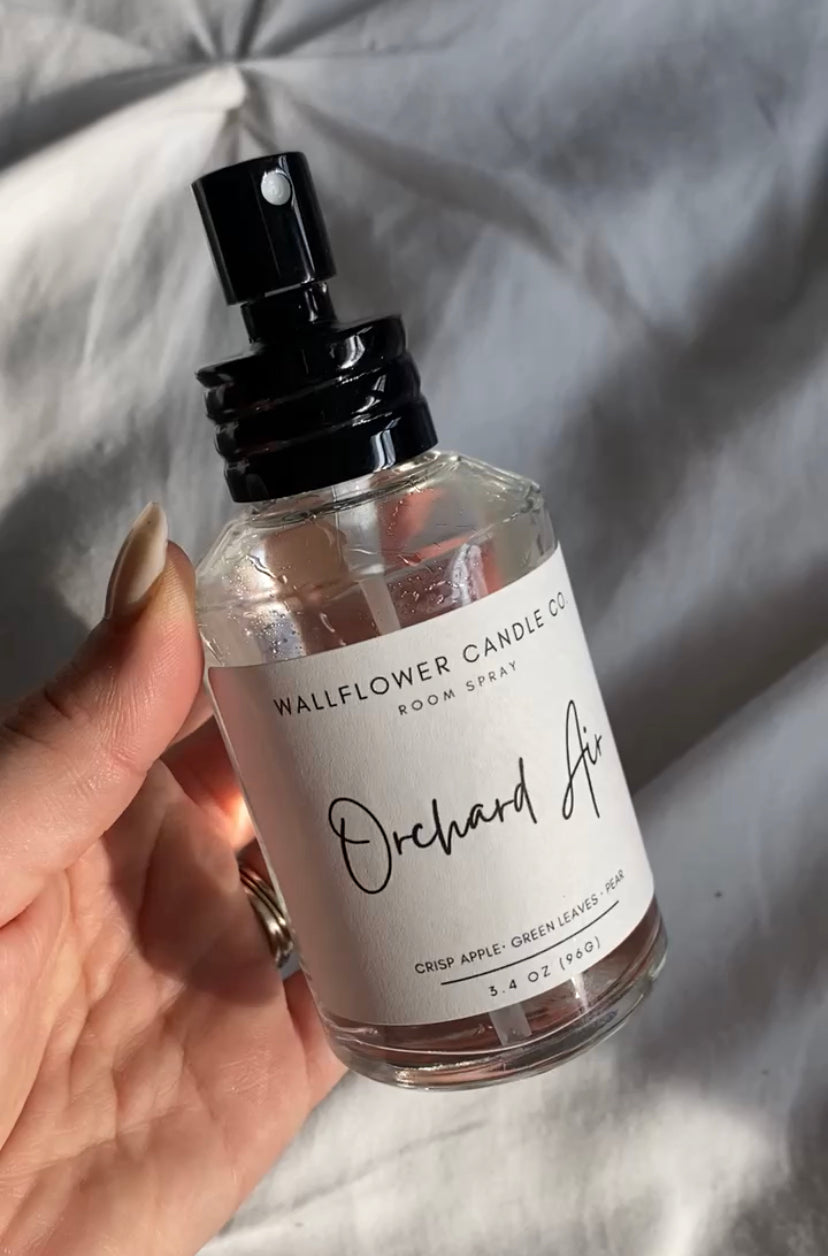 WALLFLOWER CANDLE CO.
ROOM SPRAY
Orchard Air
CRISP APPLE· GREEN LEAVES · PEAR
3.4 OZ (96G)